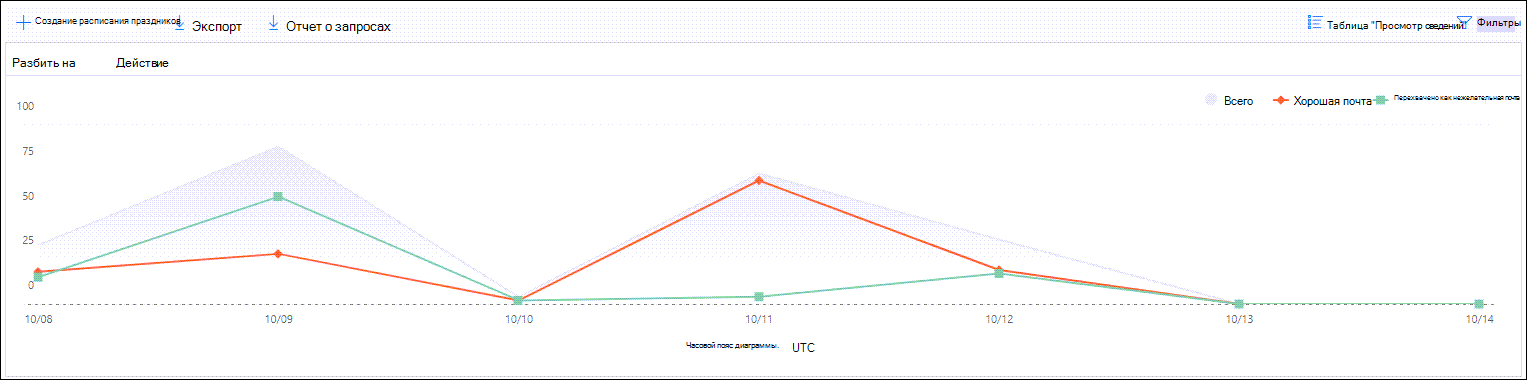 Создание расписания праздников Экспорт Отчет о запросах Таблица "Просмотр сведений Фильтры
Разбить на Действие
Всего Хорошая почта Перехвачено как нежелательная почта
100
75
50
25
0
10/08 10/09 10/10 10/11 10/12 10/13 10/14
Часовой пояс диаграммы. UTC